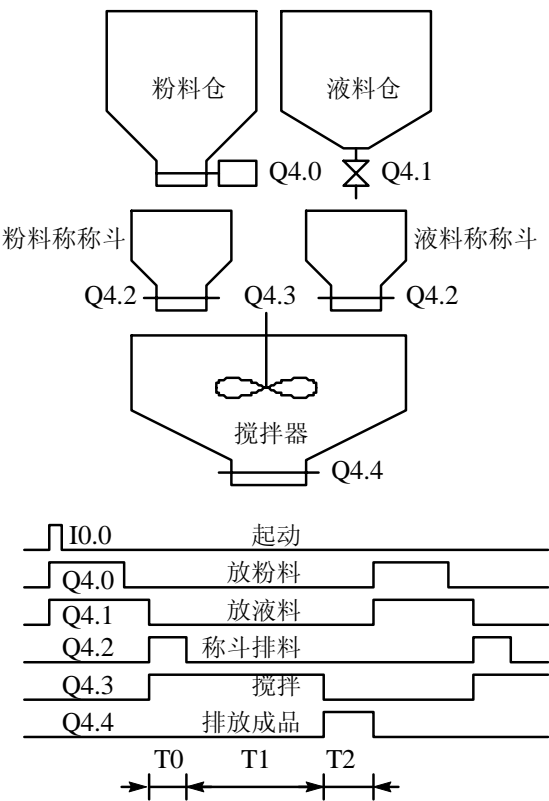 粉料仓 液料仓
Q4.0 Q4.1
粉料称称斗 液料称称斗
Q4.2 Q4.3 Q4.2
搅拌器
Q4.4
I0.0 起动
Q4.0 放粉料
Q4.1 放液料
Q4.2 称斗排料
Q4.3 搅拌
Q4.4 排放成品
T0 T1 T2